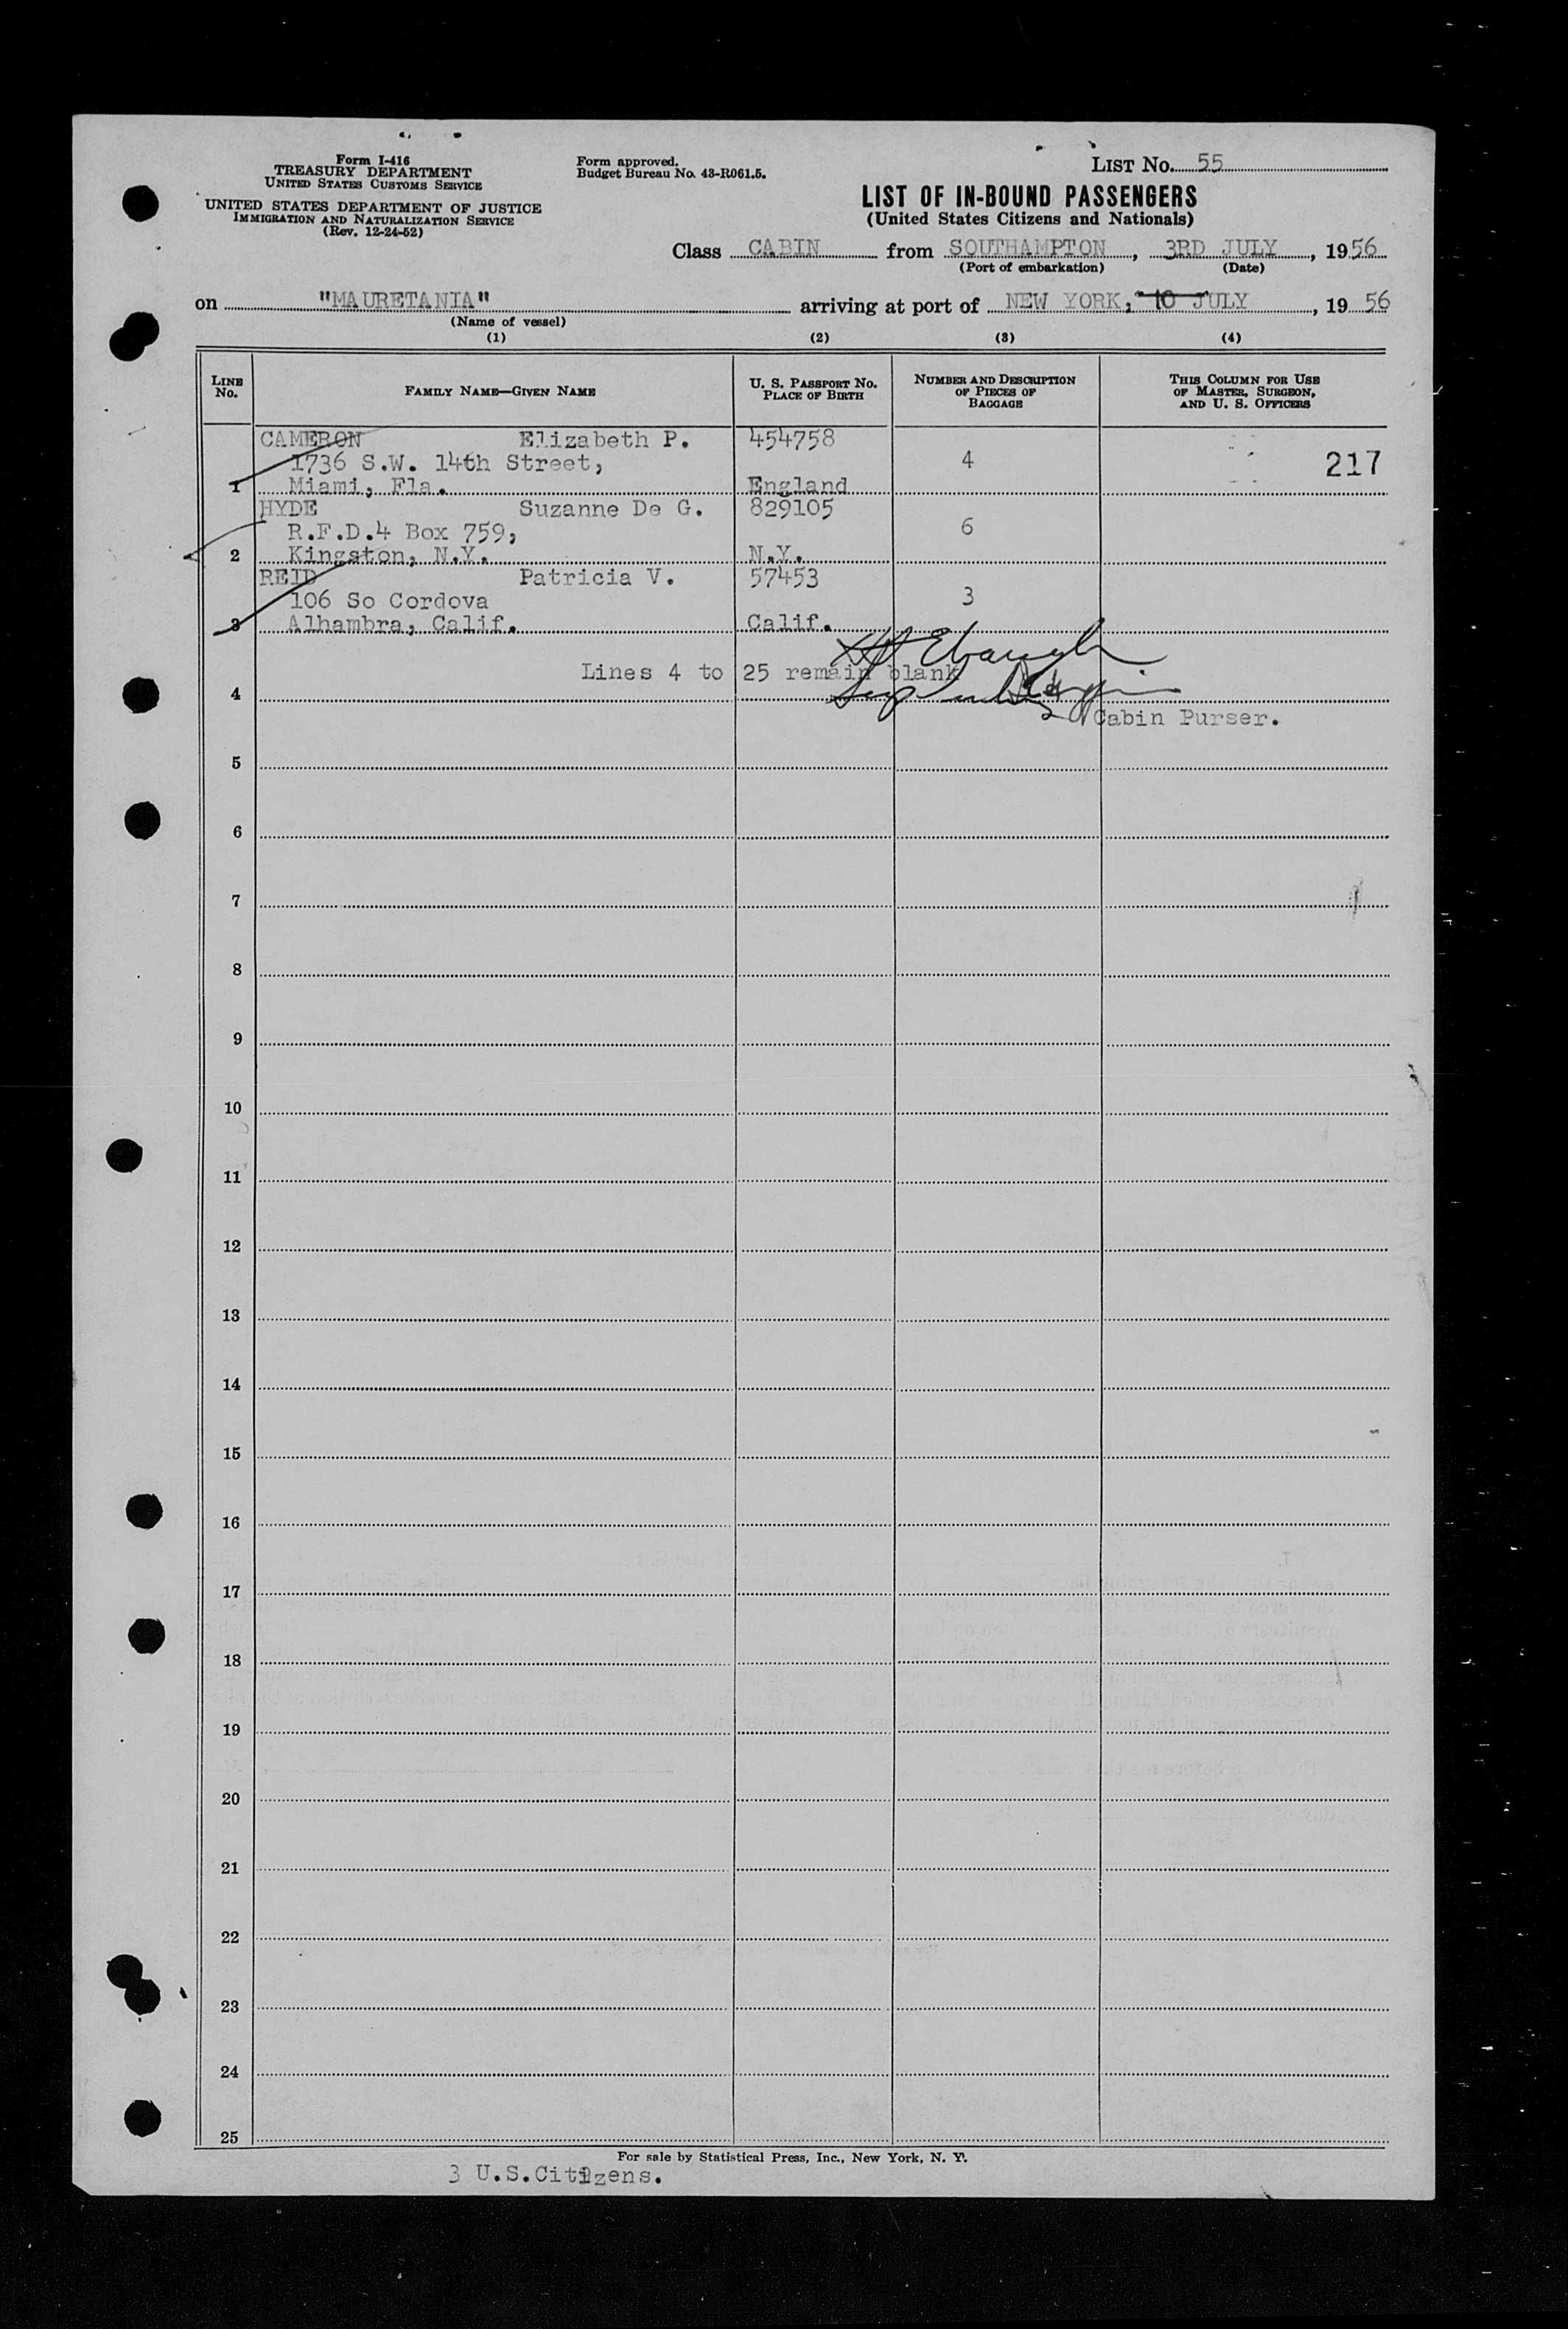 Form I-416
TREASURY DEPARTMENT
UNITED STATES CUSTOMS SERVICE
UNITED STATES DEPARTMENT OF JUSTICE
IMMIGRATION AND NATURALIZATION SERVICE
(Rev. 12-24-52)
Form approved.
Budget Bureau No. 43-R061.5.
LIST No. 55
LIST OF IN-BOUND PASSENGERS
(United States Citizens and Nationals)
Class CABIN from SOUTHAMPTON, 3RD JULY, 1956
(Port of embarkation) (Date)
on "MAURETANIA" arriving at port of NEW YORK, 10 JULY, 19 56
(Name of vessel)
(1) (2) (3) (4)
LINE No. FAMILY NAME—GIVEN NAME U. S. PASSPORT No. PLACE OF BIRTH NUMBER AND DESCRIPTION OF PIECES OF BAGGAGE THIS COLUMN FOR USE OF MASTER, SURGEON, AND U. S. OFFICERS
CAMERON Elizabeth P. 454758
1736 S.W. 14th Street, 4 217
1 Miami, Fla. England
HYDE Suzanne De G. 829105
R.F.D.4 Box 759, 6
2 Kingston, N.Y. N.Y.
REID Patricia V. 57453
106 So Cordova 3
3 Alhambra, Calif. Calif.
Lines 4 to 25 remain blank
4
Cabin Purser.
5
6
7
8
9
10
11
12
13
14
15
16
17
18
19
20
21
22
23
24
25
For sale by Statistical Press, Inc., New York, N. Y.
3 U.S.Citizens.